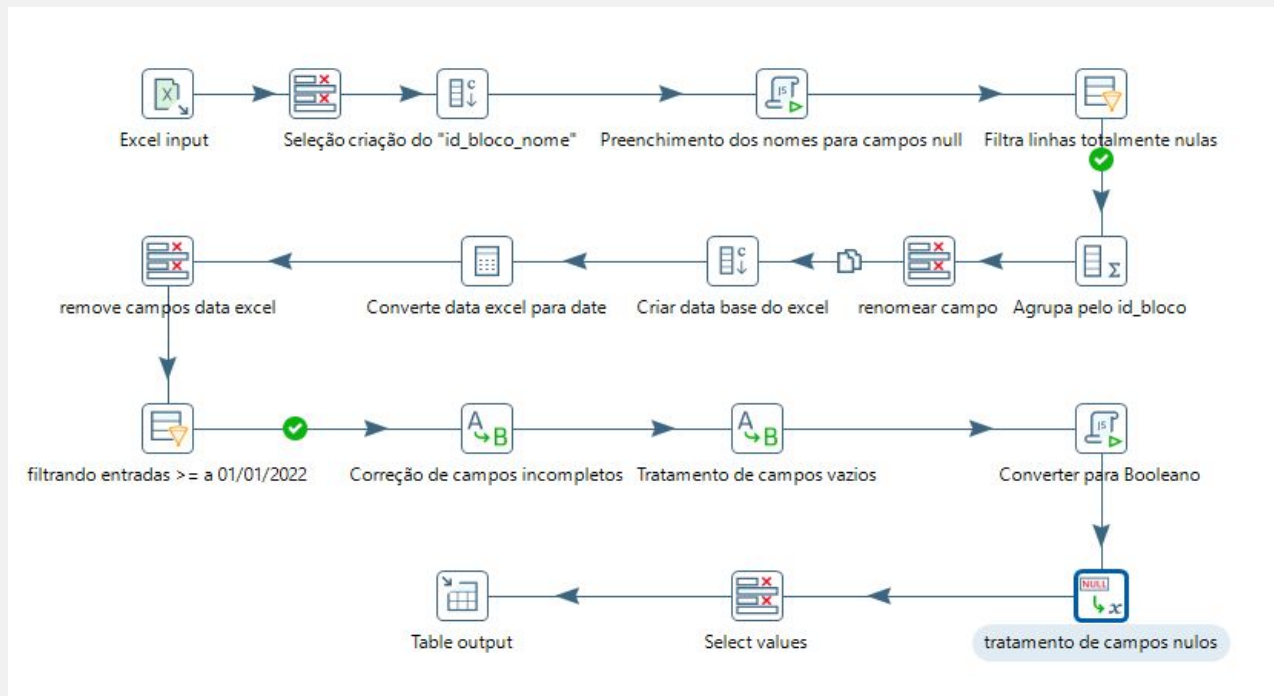 Excel input
Seleção
criação do "id_bloco_nome"
Preenchimento dos nomes para campos null
Filtra linhas totalmente nulas
remove campos data excel
Converte data excel para date
Criar data base do excel
renomear campo
Agrupa pelo id_bloco
filtrando entradas >= a 01/01/2022
Correção de campos incompletos
Tratamento de campos vazios
Converter para Booleano
Table output
Select values
tratamento de campos nulos
X
C
JS
C
Σ
A
B
A
B
JS
NULL
x